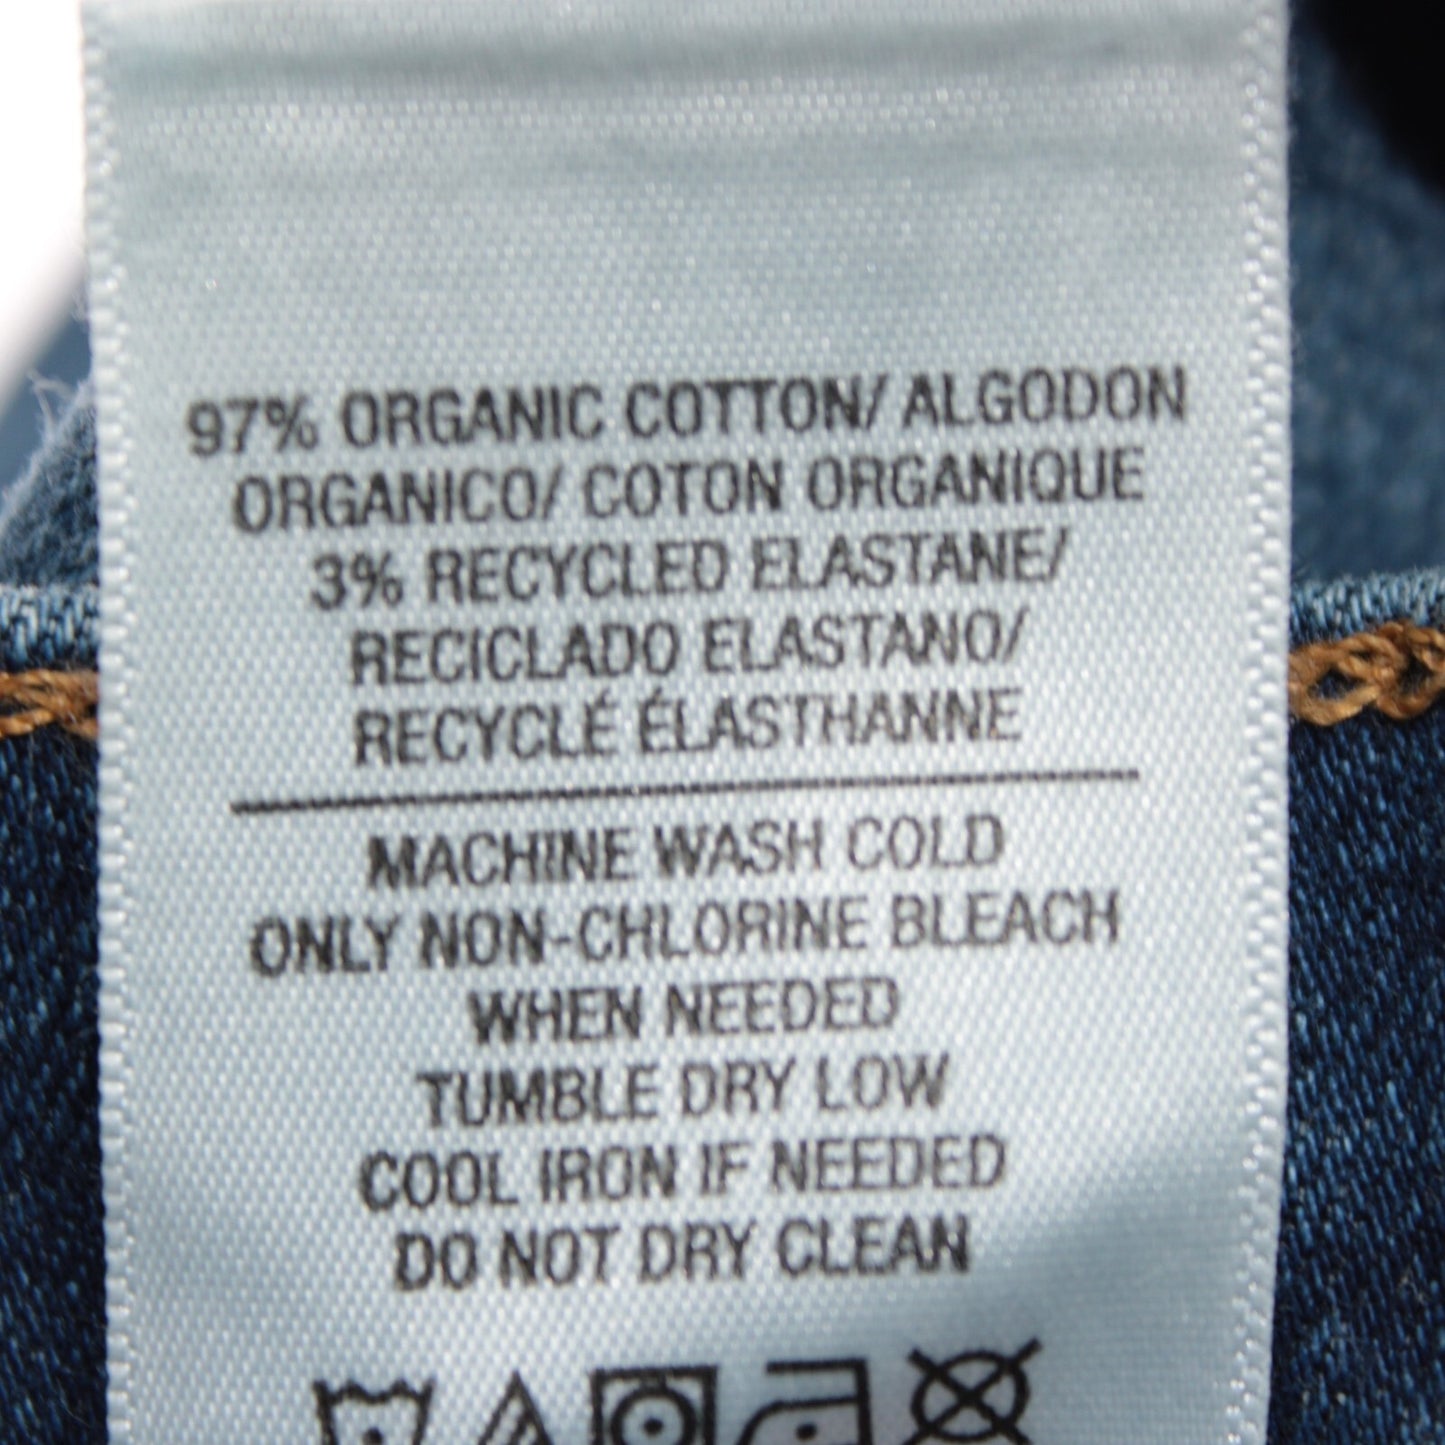 97% ORGANIC COTTON/ ALGODON
ORGANICO/ COTON ORGANIQUE
3% RECYCLED ELASTANE/
RECICLADO ELASTANO/
RECYCLÉ ÉLASTHANNE
MACHINE WASH COLD
ONLY NON-CHLORINE BLEACH
WHEN NEEDED
TUMBLE DRY LOW
COOL IRON IF NEEDED
DO NOT DRY CLEAN